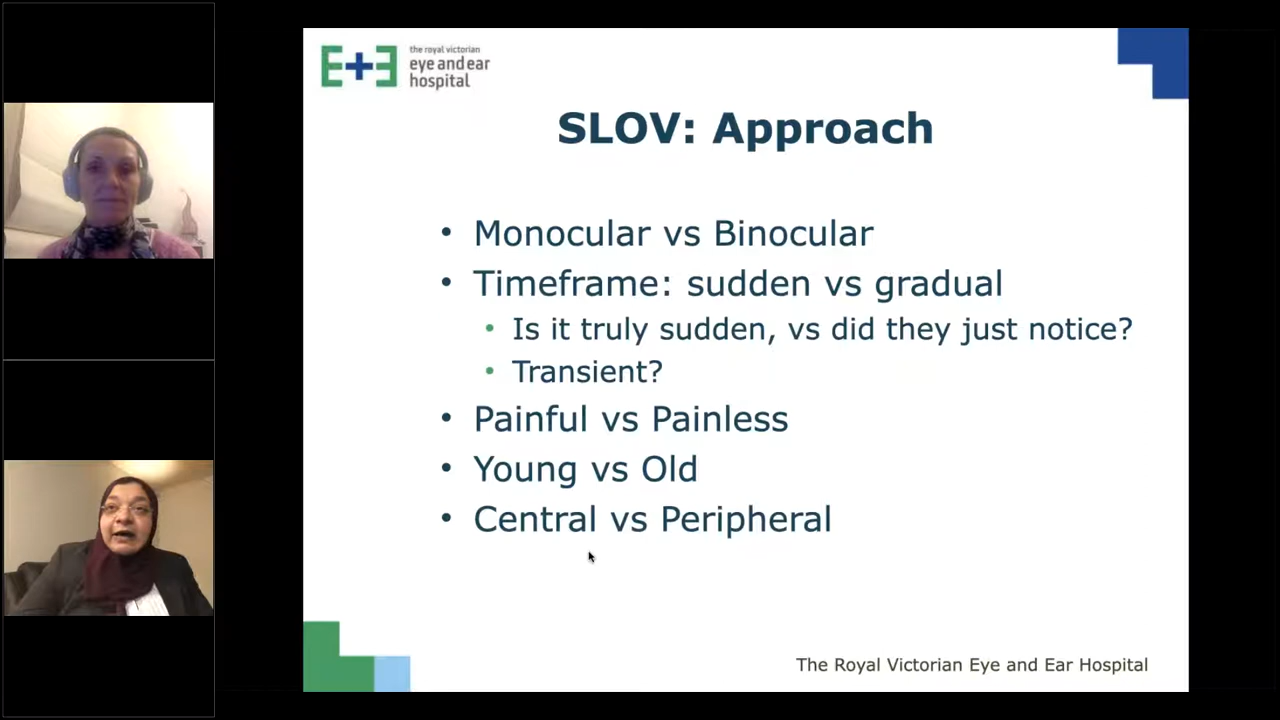 E+E
the royal victorian
eye and ear
hospital
SLOV: Approach
• Monocular vs Binocular
• Timeframe: sudden vs gradual
• Is it truly sudden, vs did they just notice?
• Transient?
• Painful vs Painless
• Young vs Old
• Central vs Peripheral
The Royal Victorian Eye and Ear Hospital